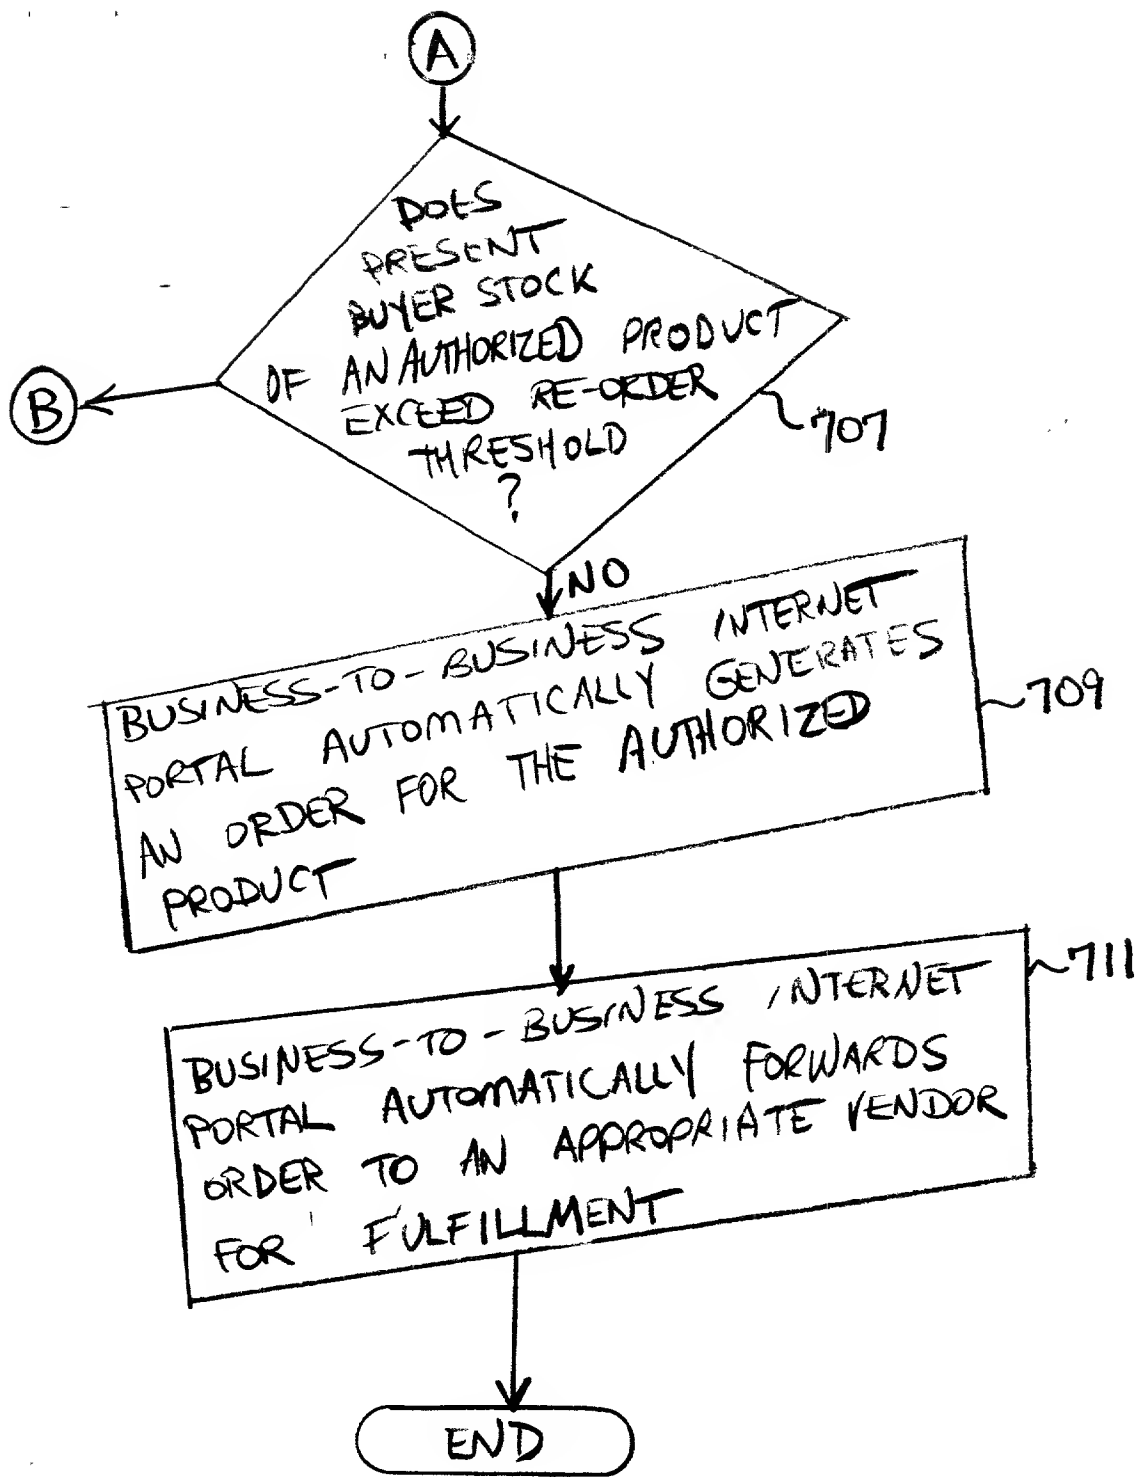 A
DOES
PRESENT
BUYER STOCK
OF AN AUTHORIZED PRODUCT
EXCEED RE-ORDER
THRESHOLD
?
B
707
NO
BUSINESS-TO-BUSINESS INTERNET
PORTAL AUTOMATICALLY GENERATES
AN ORDER FOR THE AUTHORIZED
PRODUCT
709
BUSINESS-TO-BUSINESS INTERNET
PORTAL AUTOMATICALLY FORWARDS
ORDER TO AN APPROPRIATE VENDOR
FOR FULFILLMENT
711
END